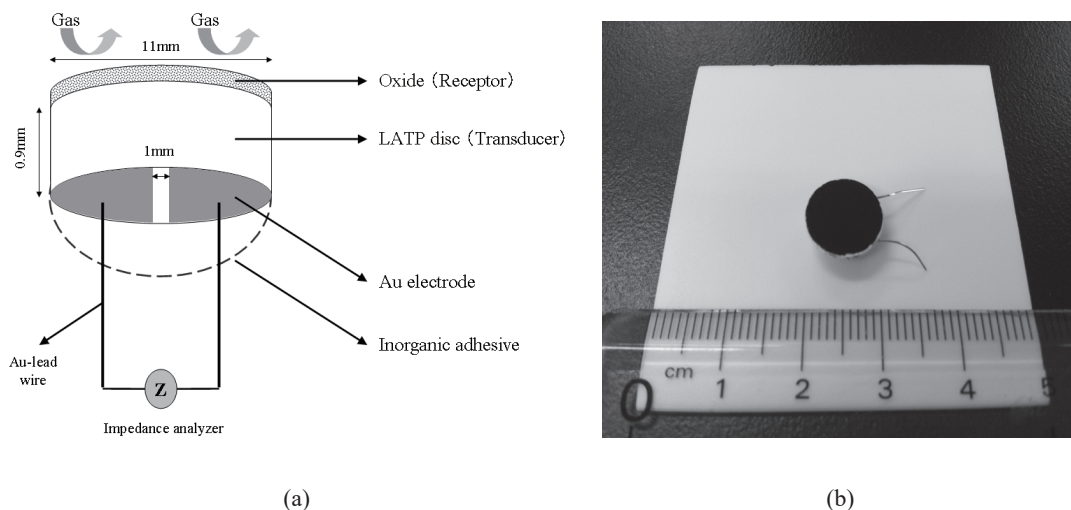 Gas
Gas
11mm
Oxide (Receptor)
LATP disc (Transducer)
0.9mm
1mm
Au electrode
Inorganic adhesive
Au-lead
wire
Z
Impedance analyzer
0
cm
1
2
3
4
5
(a)
(b)